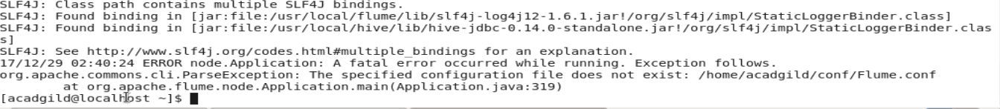 SLF4J: Class path contains multiple SLF4J bindings.
SLF4J: Found binding in [jar:file:/usr/local/flume/lib/slf4j-log4j12-1.6.1.jar!/org/slf4j/impl/StaticLoggerBinder.class]
SLF4J: Found binding in [jar:file:/usr/local/hive/lib/hive-jdbc-0.14.0-standalone.jar!/org/slf4j/impl/StaticLoggerBinder.clas
s]
SLF4J: See http://www.slf4j.org/codes.html#multiple_bindings for an explanation.
17/12/29 02:40:24 ERROR node.Application: A fatal error occurred while running. Exception follows.
org.apache.commons.cli.ParseException: The specified configuration file does not exist: /home/acadgild/conf/Flume.conf
        at org.apache.flume.node.Application.main(Application.java:319)
[acadgild@localhost ~]$